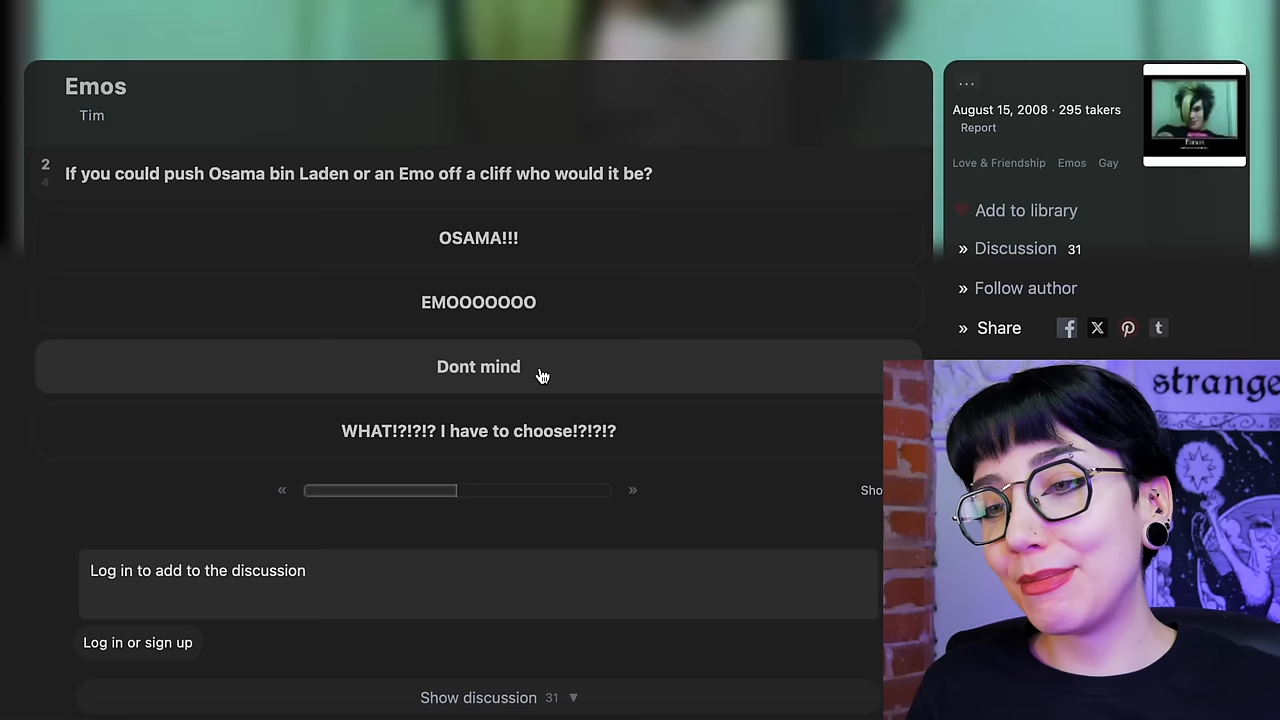 Emos
Tim
2
4
If you could push Osama bin Laden or an Emo off a cliff who would it be?
OSAMA!!!
EMOOOOOOO
Dont mind
WHAT!?!?!? I have to choose!?!?!?
«
»
Sho
Log in to add to the discussion
Log in or sign up
Show discussion 31 ▼
...
August 15, 2008 · 295 takers
Report
Love & Friendship Emos Gay
Add to library
» Discussion 31
» Follow author
» Share
strange